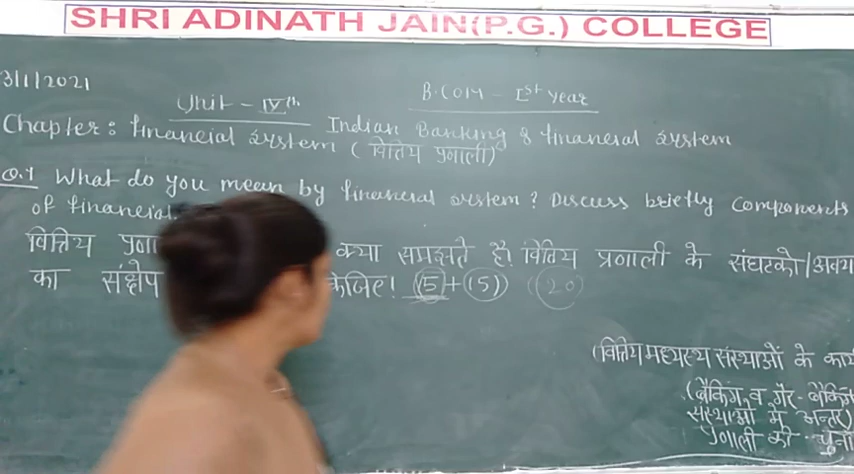 SHRI ADINATH JAIN(P.G.) COLLEGE
3/1/2021
Unit - IVth B.COM - Ist year
Chapter: financial system Indian Banking & financial system
(वित्तिय प्रणाली)
Q.1 What do you mean by financial system? Discuss briefly components
of financial
वित्तिय क्या समझते है। वित्तिय प्रणाली के संघटको/अवय
का संक्षेप कीजिए! (5)+(15) (20)
(वित्तिय मध्यस्थ संस्थाओं के कार्य
(बैंकिंग व गैर-बैंकिंग
संस्थाओं में अन्तर)
प्रणाली की चुनौ